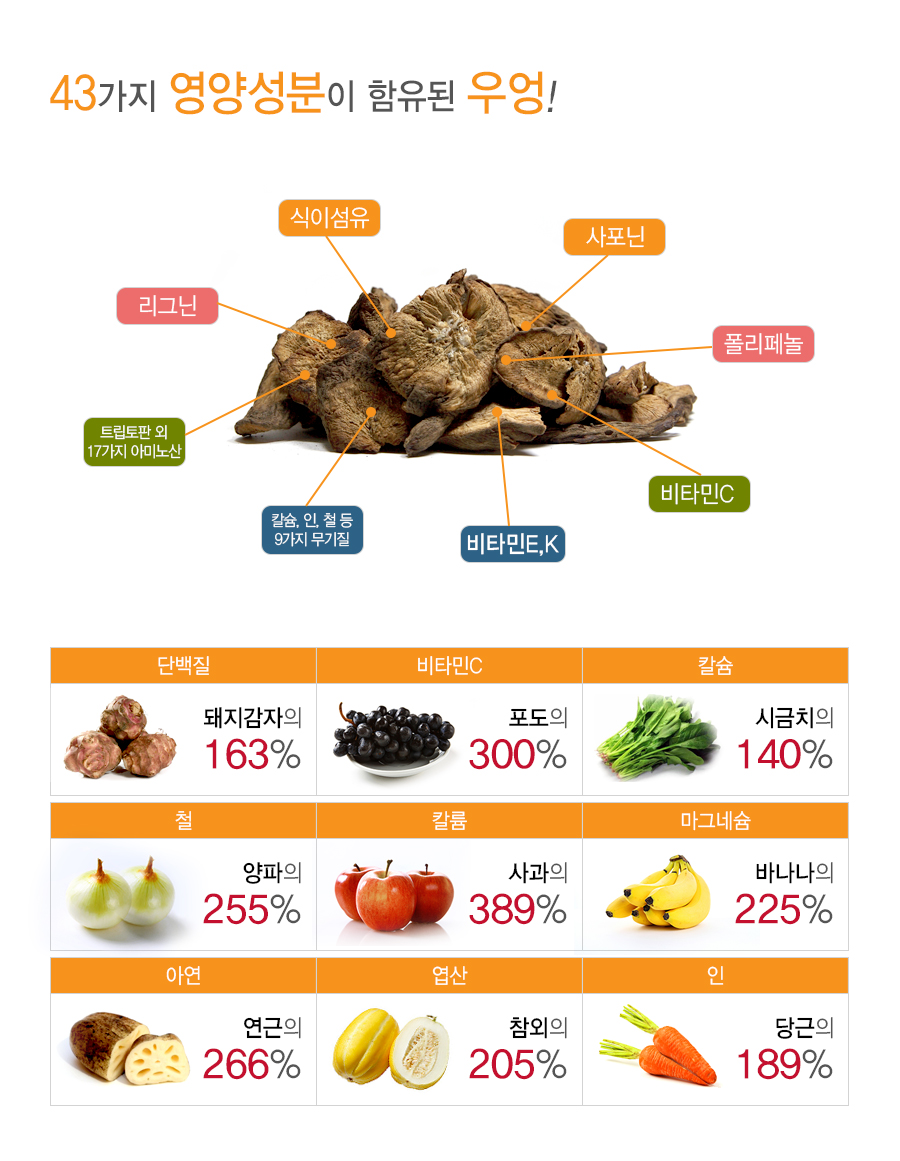 43가지 영양성분이 함유된 우엉!
식이섬유
사포닌
리그닌
폴리페놀
트립토판 외
17가지 아미노산
비타민C
칼슘, 인, 철 등
9가지 무기질
비타민E,K
단백질
비타민C
칼슘
돼지감자의
163%
포도의
300%
시금치의
140%
철
칼륨
마그네슘
양파의
255%
사과의
389%
바나나의
225%
아연
엽산
인
연근의
266%
참외의
205%
당근의
189%